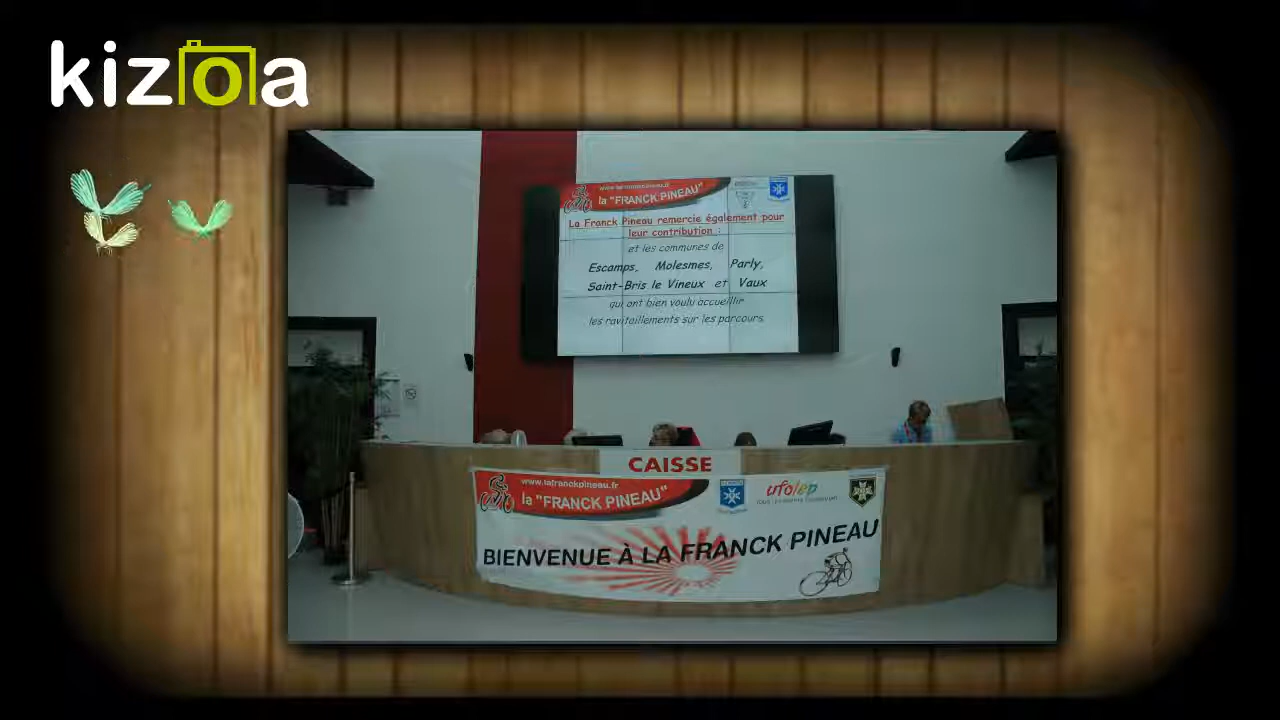 kizoa
www.lafranckpineau.fr
la "FRANCK PINEAU"
La Franck Pineau remercie également pour
leur contribution :
et les communes de
Escamps, Molesmes, Parly,
Saint-Bris le Vineux et Vaux
qui ont bien voulu accueillir
les ravitaillements sur les parcours
CAISSE
www.lafranckpineau.fr
la "FRANCK PINEAU"
ufolep
BIENVENUE À LA FRANCK PINEAU